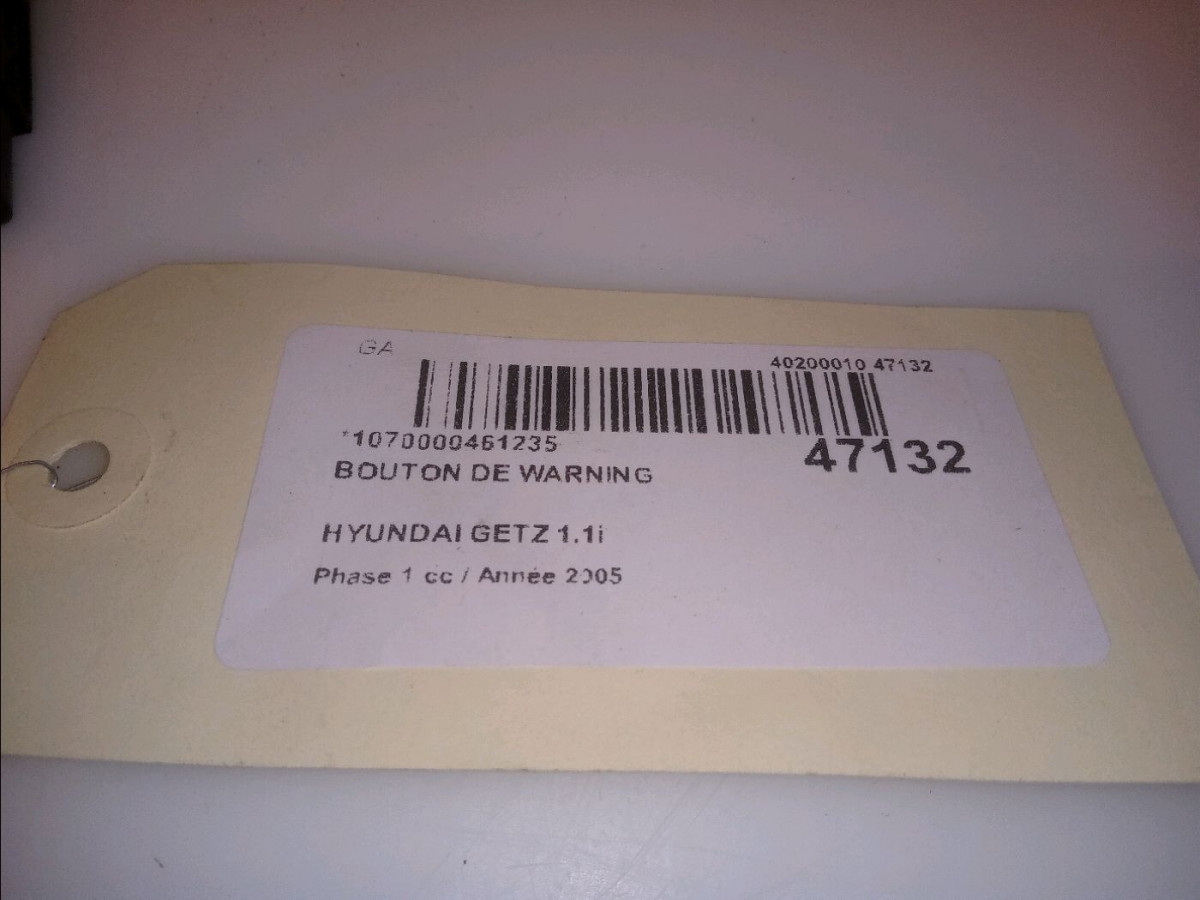 GA
40200010 47132
*1070000461235
47132
BOUTON DE WARNING
HYUNDAI GETZ 1.1i
Phase 1 cc / Année 2005